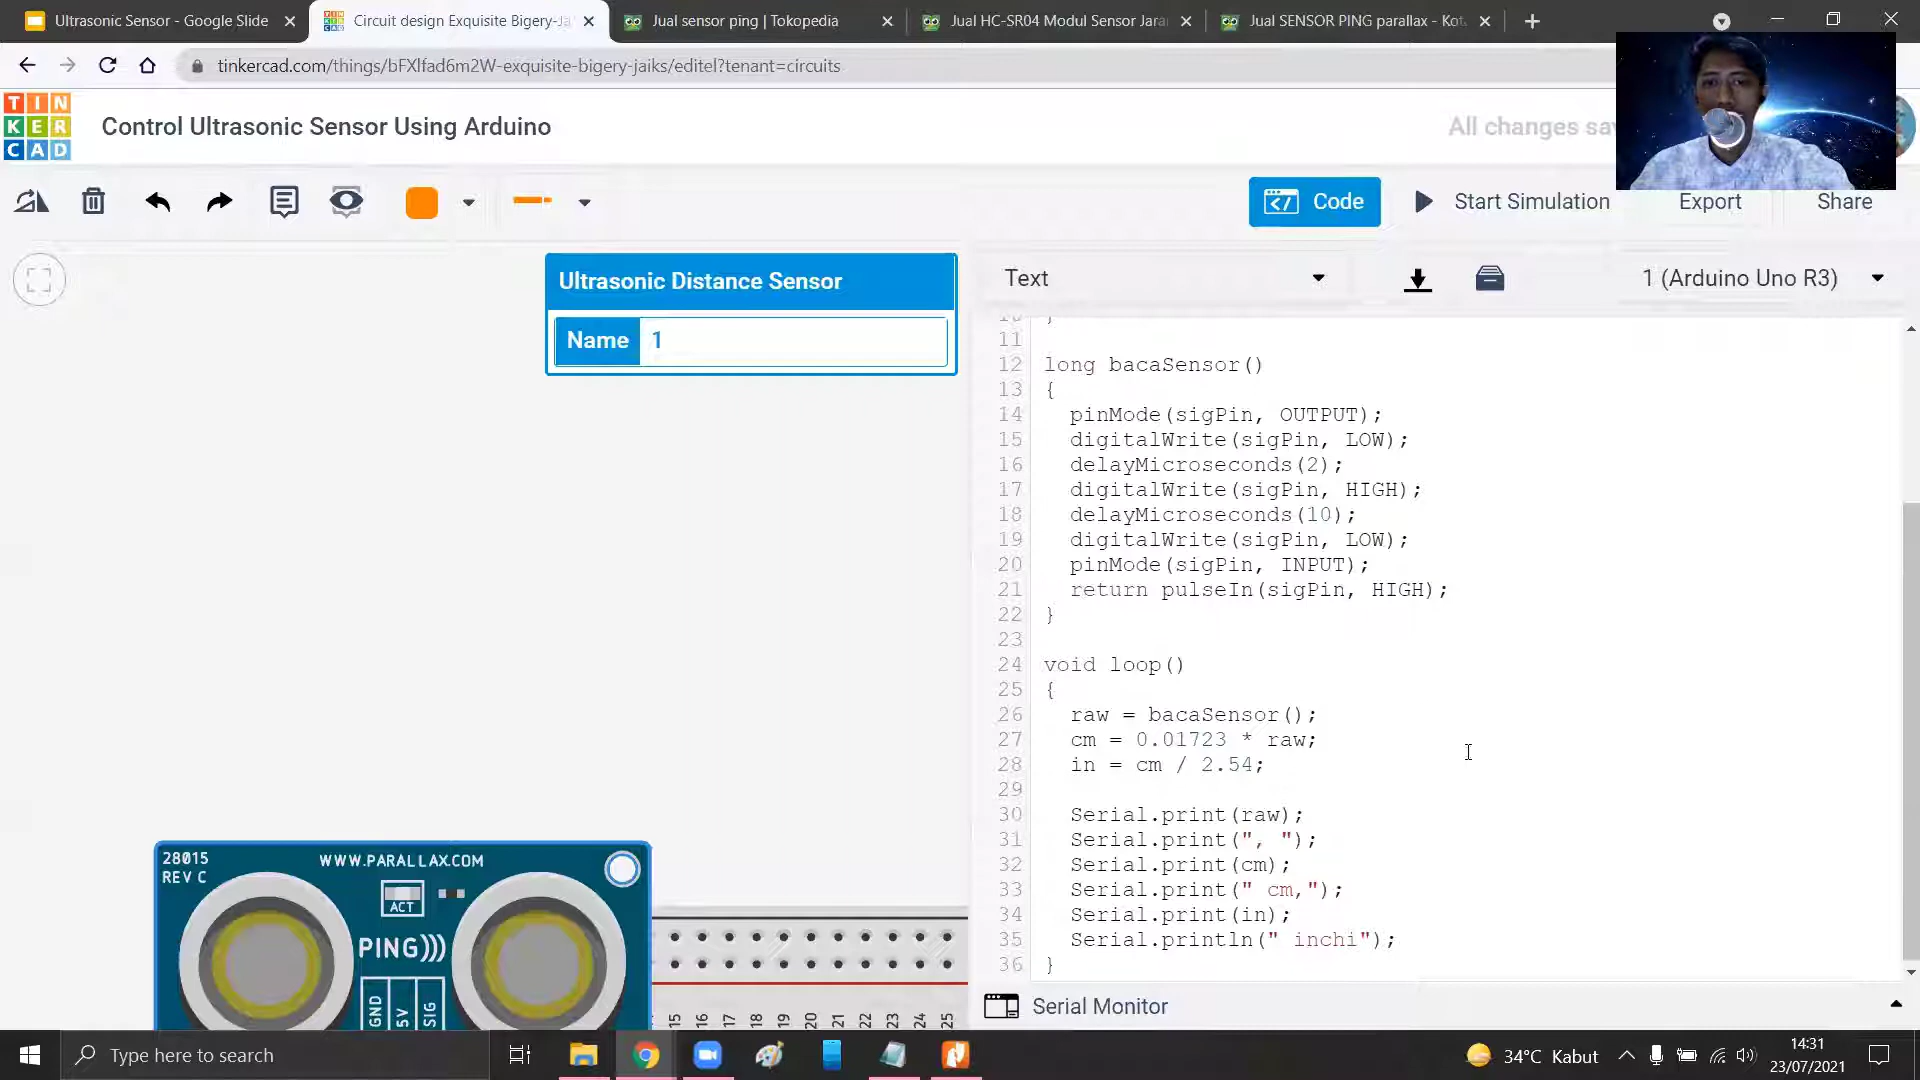 Ultrasonic Sensor - Google Slide
Circuit design Exquisite Bigery-Ja
Jual sensor ping | Tokopedia
Jual HC-SR04 Modul Sensor Jara
Jual SENSOR PING parallax - Kot
tinkercad.com/things/bFXlfad6m2W-exquisite-bigery-jaiks/editel?tenant=circuits
TIN
KER
CAD
Control Ultrasonic Sensor Using Arduino
All changes sav
Code
Start Simulation
Export
Share
Ultrasonic Distance Sensor
Name 1
Text
1 (Arduino Uno R3)
10 }
11
12 long bacaSensor()
13 {
14 pinMode(sigPin, OUTPUT);
15 digitalWrite(sigPin, LOW);
16 delayMicroseconds(2);
17 digitalWrite(sigPin, HIGH);
18 delayMicroseconds(10);
19 digitalWrite(sigPin, LOW);
20 pinMode(sigPin, INPUT);
21 return pulseIn(sigPin, HIGH);
22 }
23
24 void loop()
25 {
26 raw = bacaSensor();
27 cm = 0.01723 * raw;
28 in = cm / 2.54;
29
30 Serial.print(raw);
31 Serial.print(", ");
32 Serial.print(cm);
33 Serial.print(" cm,");
34 Serial.print(in);
35 Serial.println(" inchi");
36 }
28015
REV C
WWW.PARALLAX.COM
ACT
PING)))
GND
5V
SIG
15 16 17 18 19 20 21 22 23 24 25
Serial Monitor
Type here to search
34°C Kabut
14:31
23/07/2021